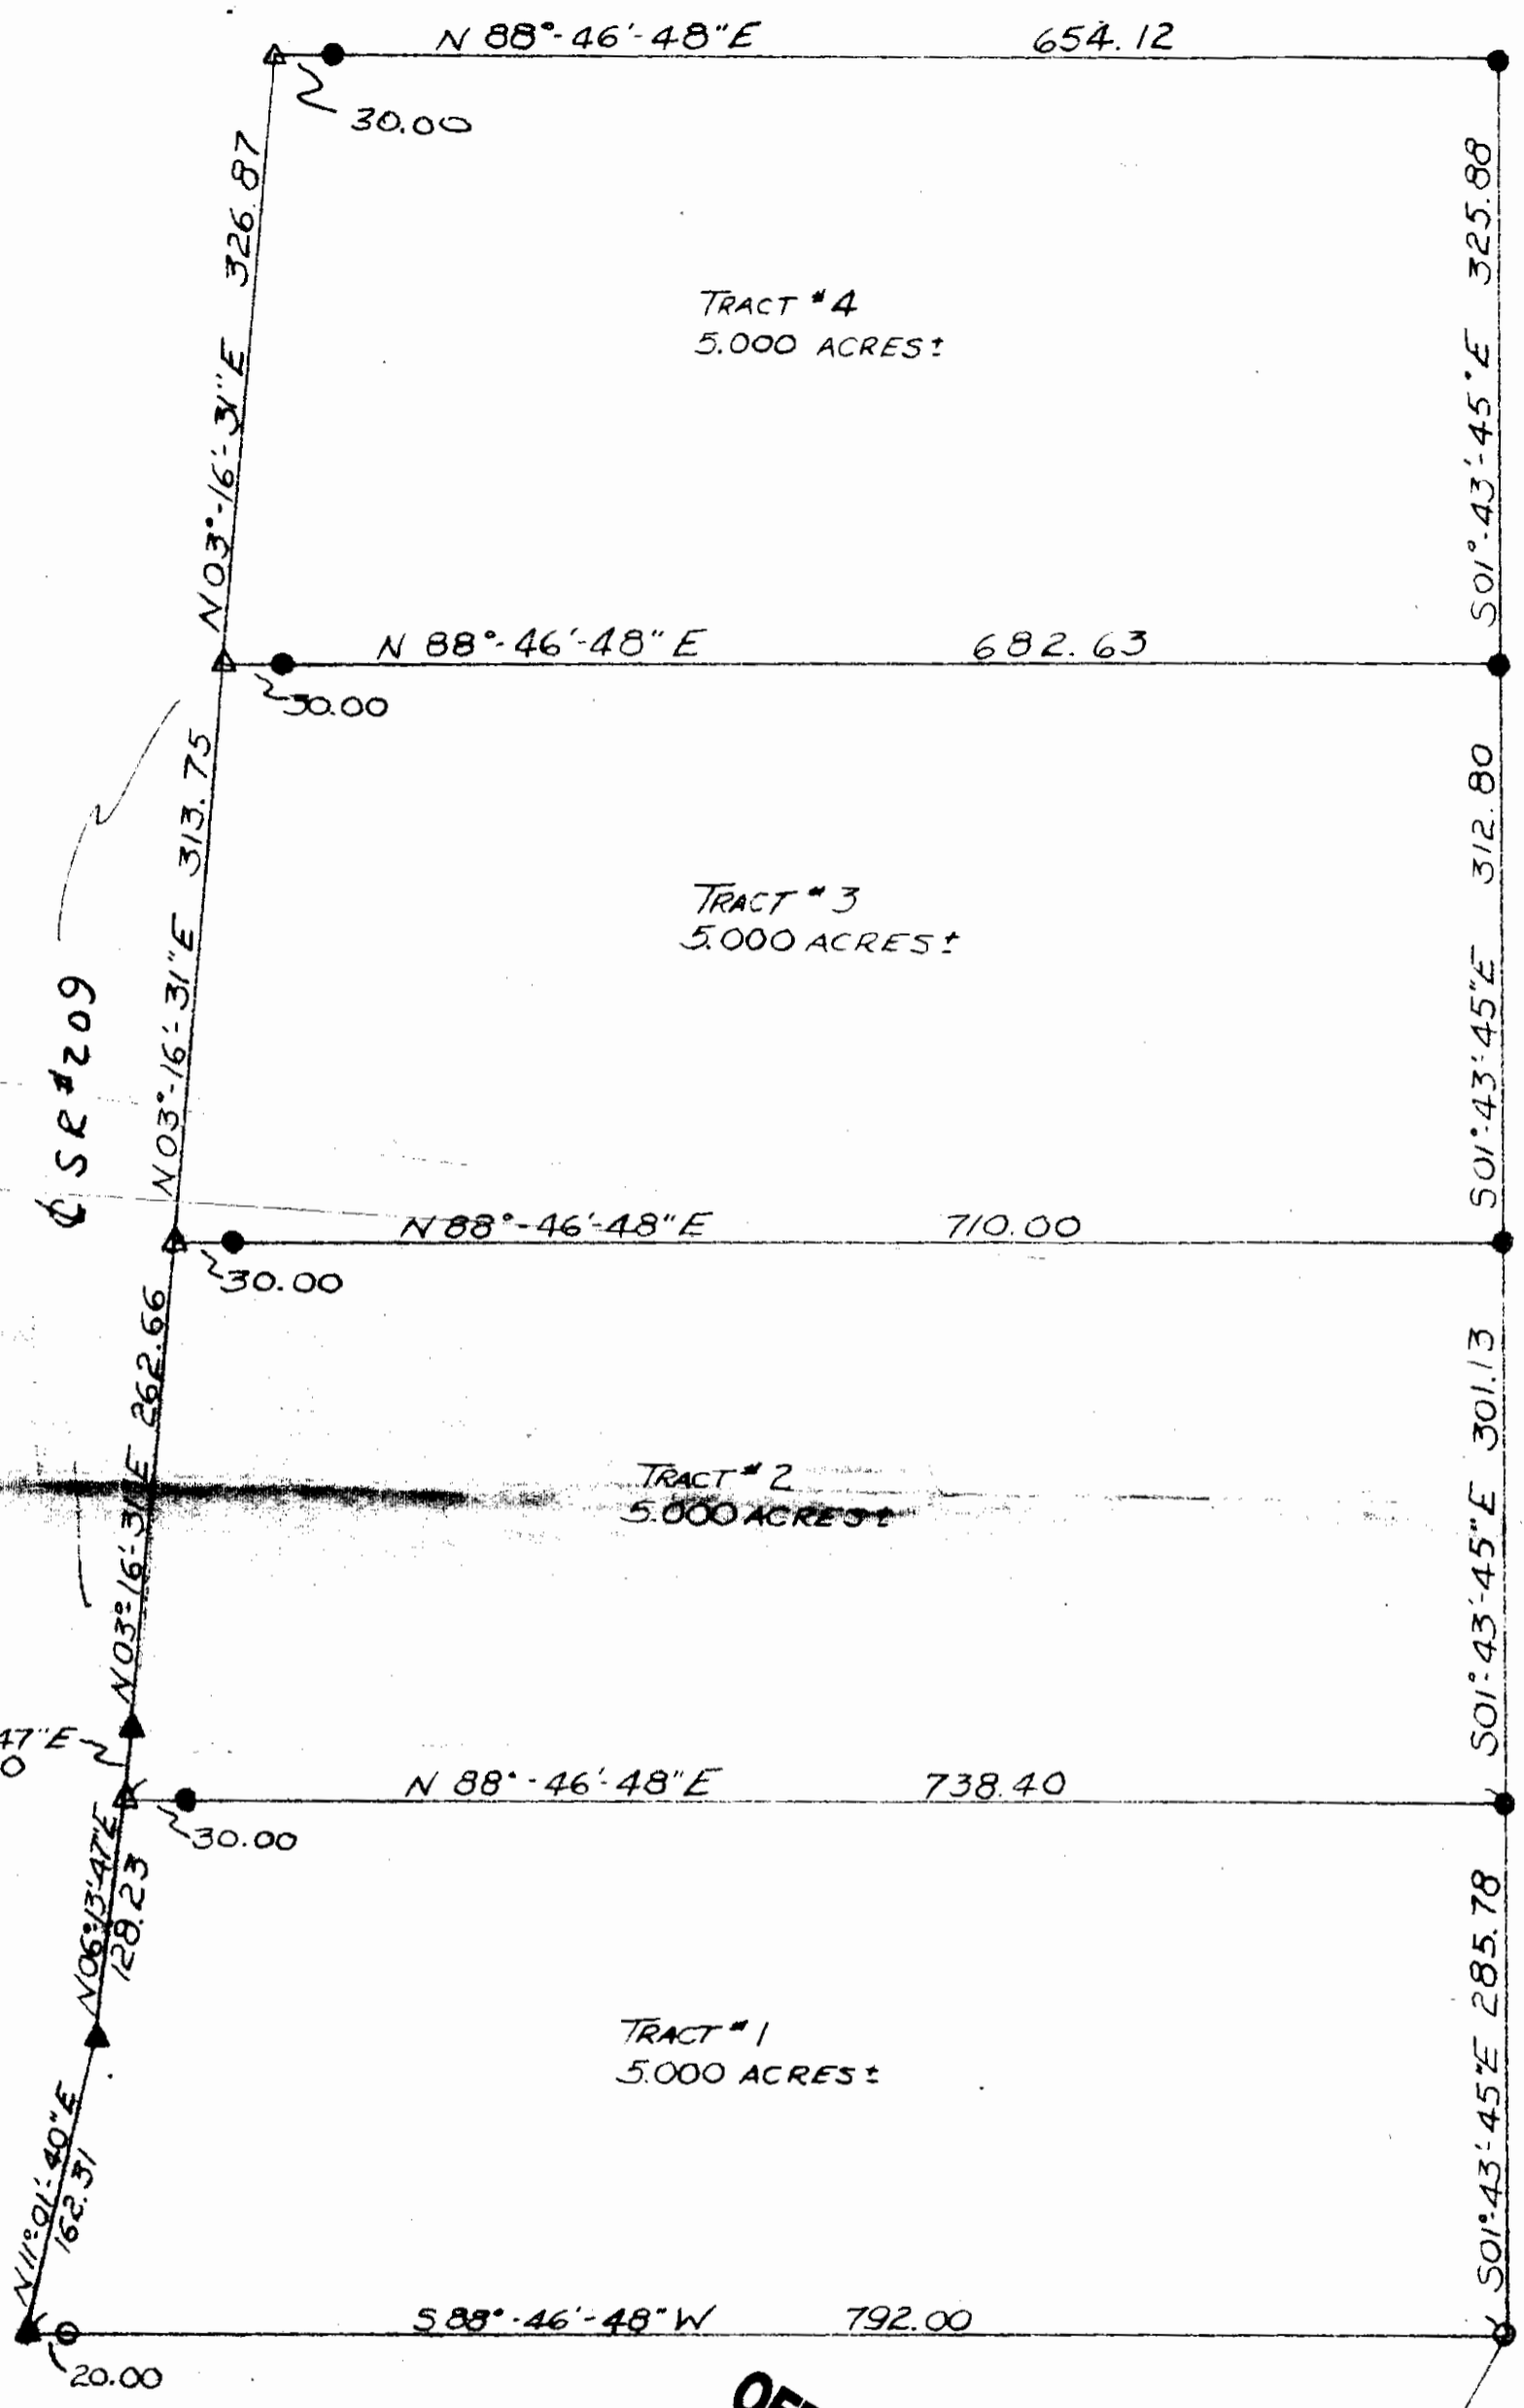 N 88°-46'-48"E 654.12
30.00
N03°-16'-31"E 326.87
TRACT #4
5.000 ACRES±
S01°-43'-45"E 325.88
N 88°-46'-48"E 682.63
30.00
N03°-16'-31"E 313.75
TRACT #3
5.000 ACRES±
S01°-43'-45"E 312.80
℄ SR #209
N 88°-46'-48"E 710.00
30.00
N03°-16'-31"E 262.66
TRACT #2
5.000 ACRES±
S01°-43'-45"E 301.13
47"E
0
N 88°-46'-48"E 738.40
30.00
N06°-13'-47"E
128.23
TRACT #1
5.000 ACRES±
S01°-43'-45"E 285.78
N11°-01'-40"E
162.31
S 88°-46'-48"W 792.00
20.00